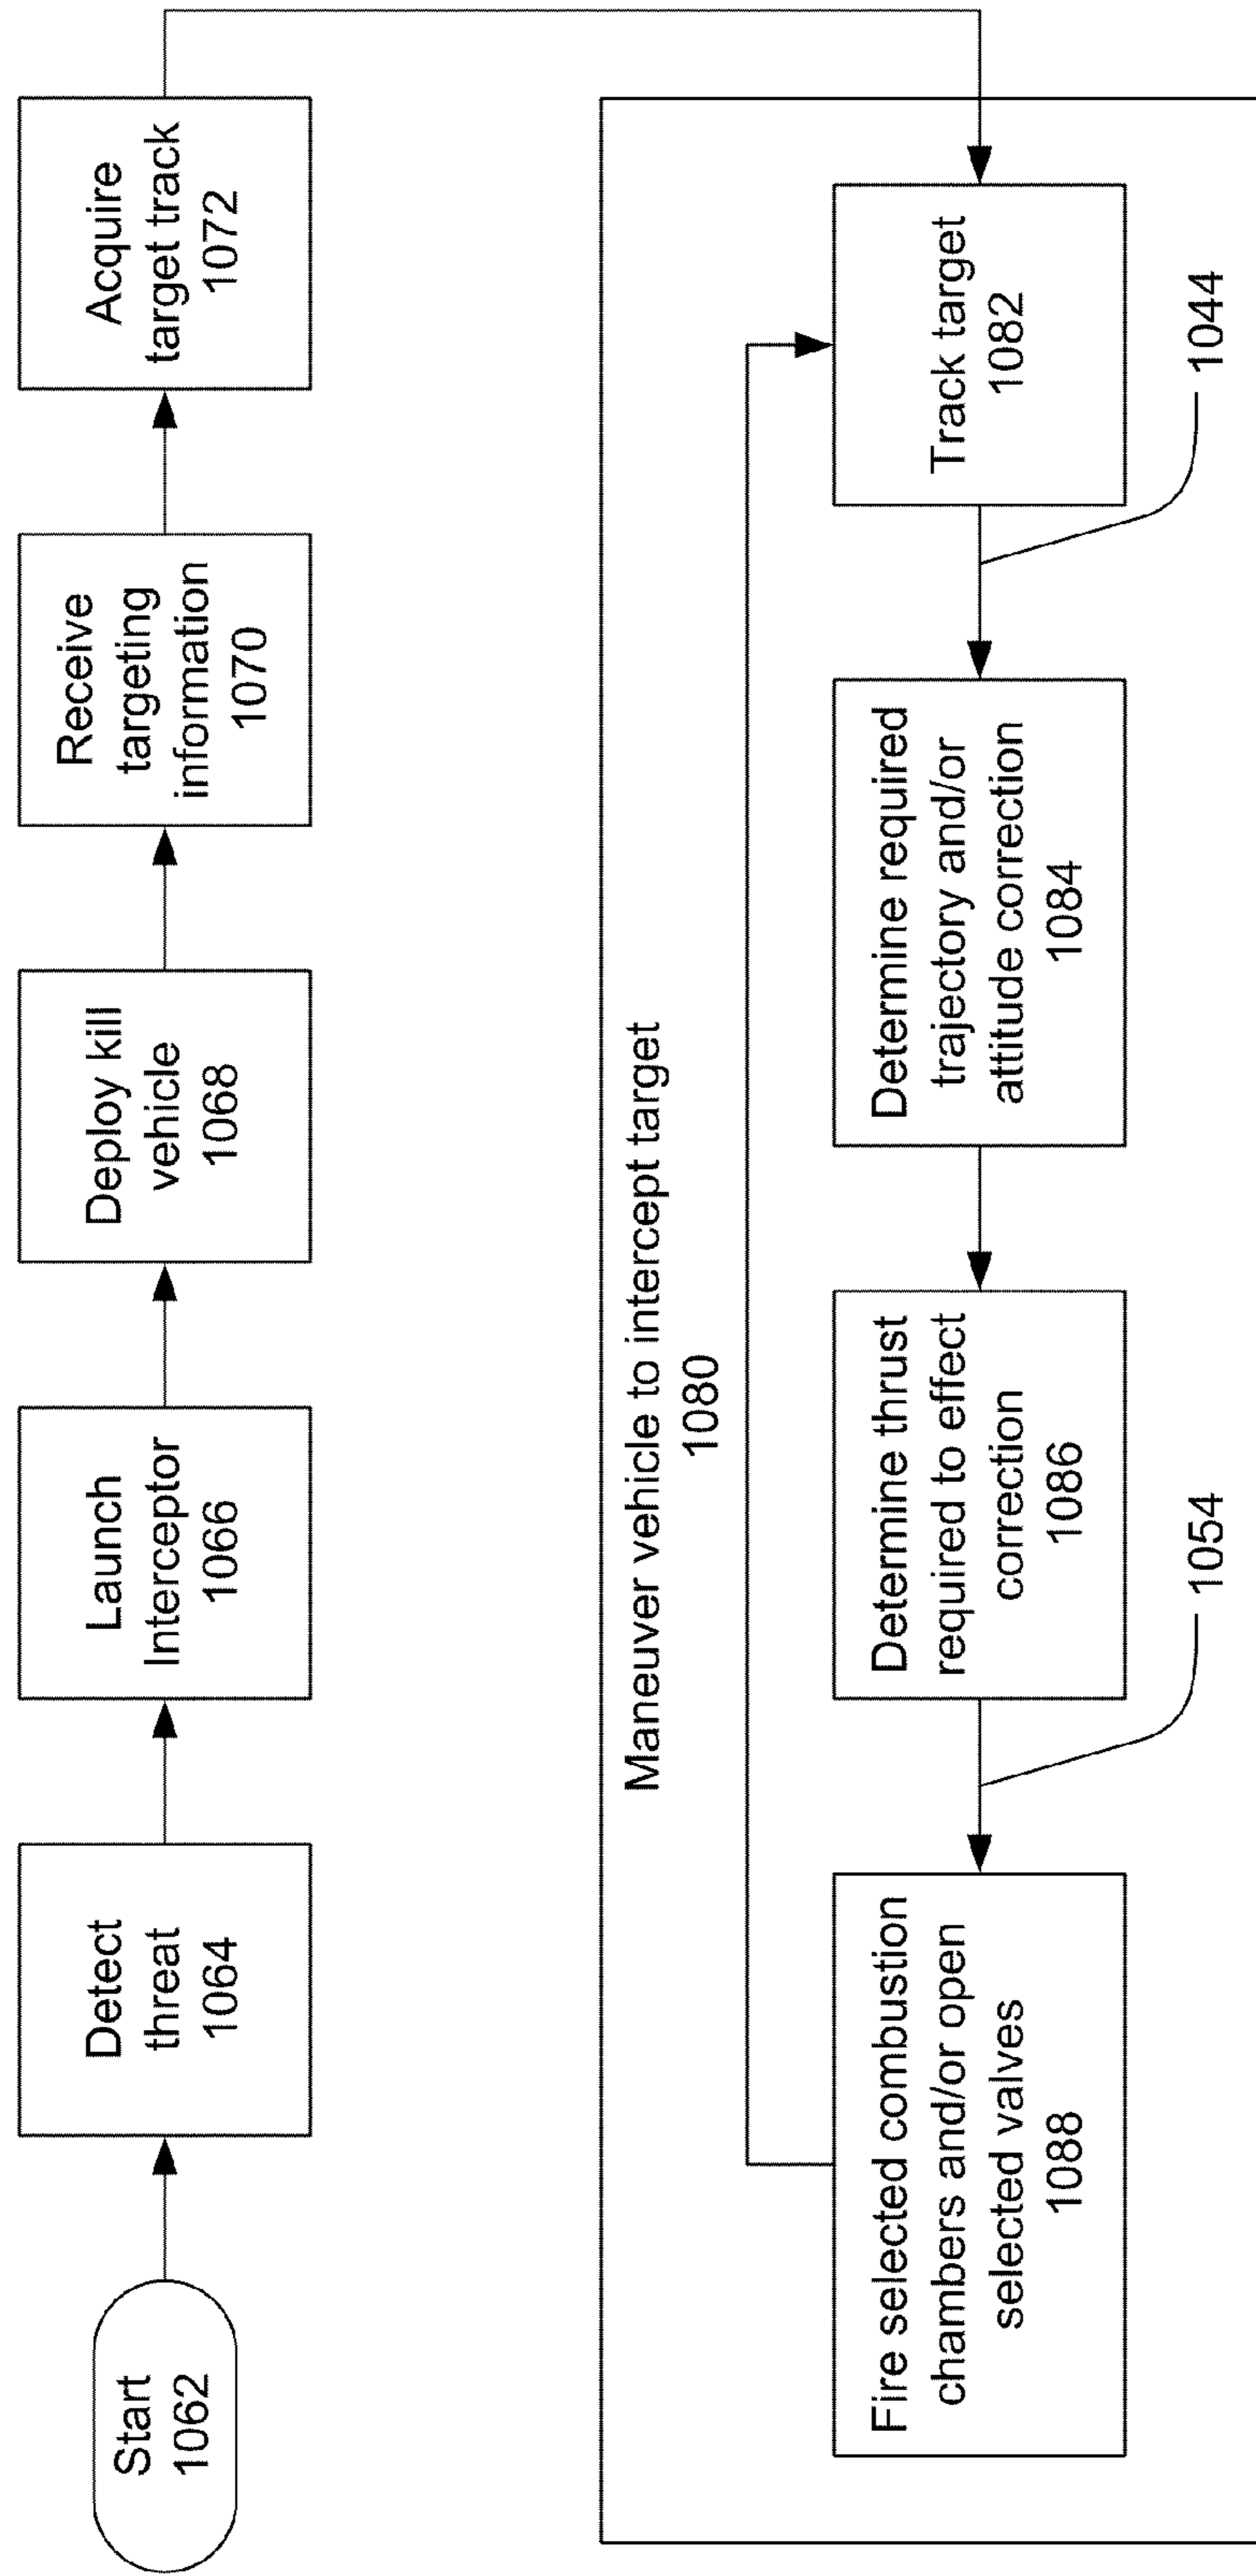 Start
1062
Detect
threat
1064
Launch
Interceptor
1066
Deploy kill
vehicle
1068
Receive
targeting
information
1070
Acquire
target track
1072
Maneuver vehicle to intercept target
1080
Track target
1082
1044
Determine required
trajectory and/or
attitude correction
1084
Determine thrust
required to effect
correction
1086
1054
Fire selected combustion
chambers and/or open
selected valves
1088